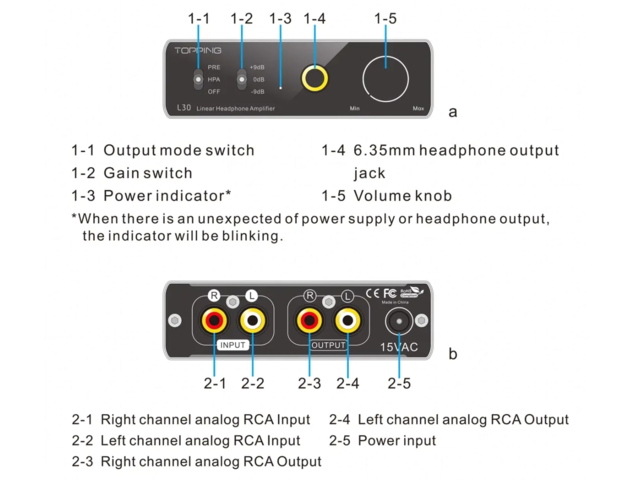 1-1 1-2 1-3 1-4 1-5
TOPPING
PRE +9dB
HPA 0dB
OFF -9dB
L30 Linear Headphone Amplifier Min Max
a
1-1 Output mode switch
1-2 Gain switch
1-3 Power indicator*
1-4 6.35mm headphone output
jack
1-5 Volume knob
*When there is an unexpected of power supply or headphone output,
the indicator will be blinking.
R L R L CE FC RoHS
Made in China
INPUT OUTPUT 15VAC
b
2-1 2-2 2-3 2-4 2-5
2-1 Right channel analog RCA Input
2-2 Left channel analog RCA Input
2-3 Right channel analog RCA Output
2-4 Left channel analog RCA Output
2-5 Power input